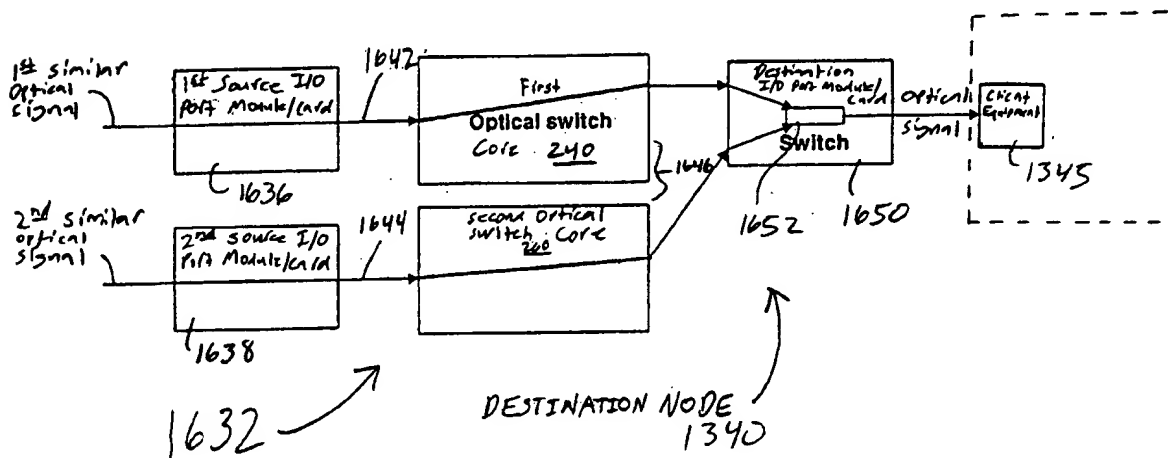 1st similar
Optical
signal
1st Source I/O
Port Module/card
1636
1642
First
Optical switch
Core 240
1646
Destination
I/O Port Module/
Card
Switch
1652
1650
Optical
signal
Client
Equipment
1345
2nd similar
optical
signal
2nd source I/O
Port Module/card
1638
1644
second optical
switch Core
260
1632
DESTINATION NODE
1340